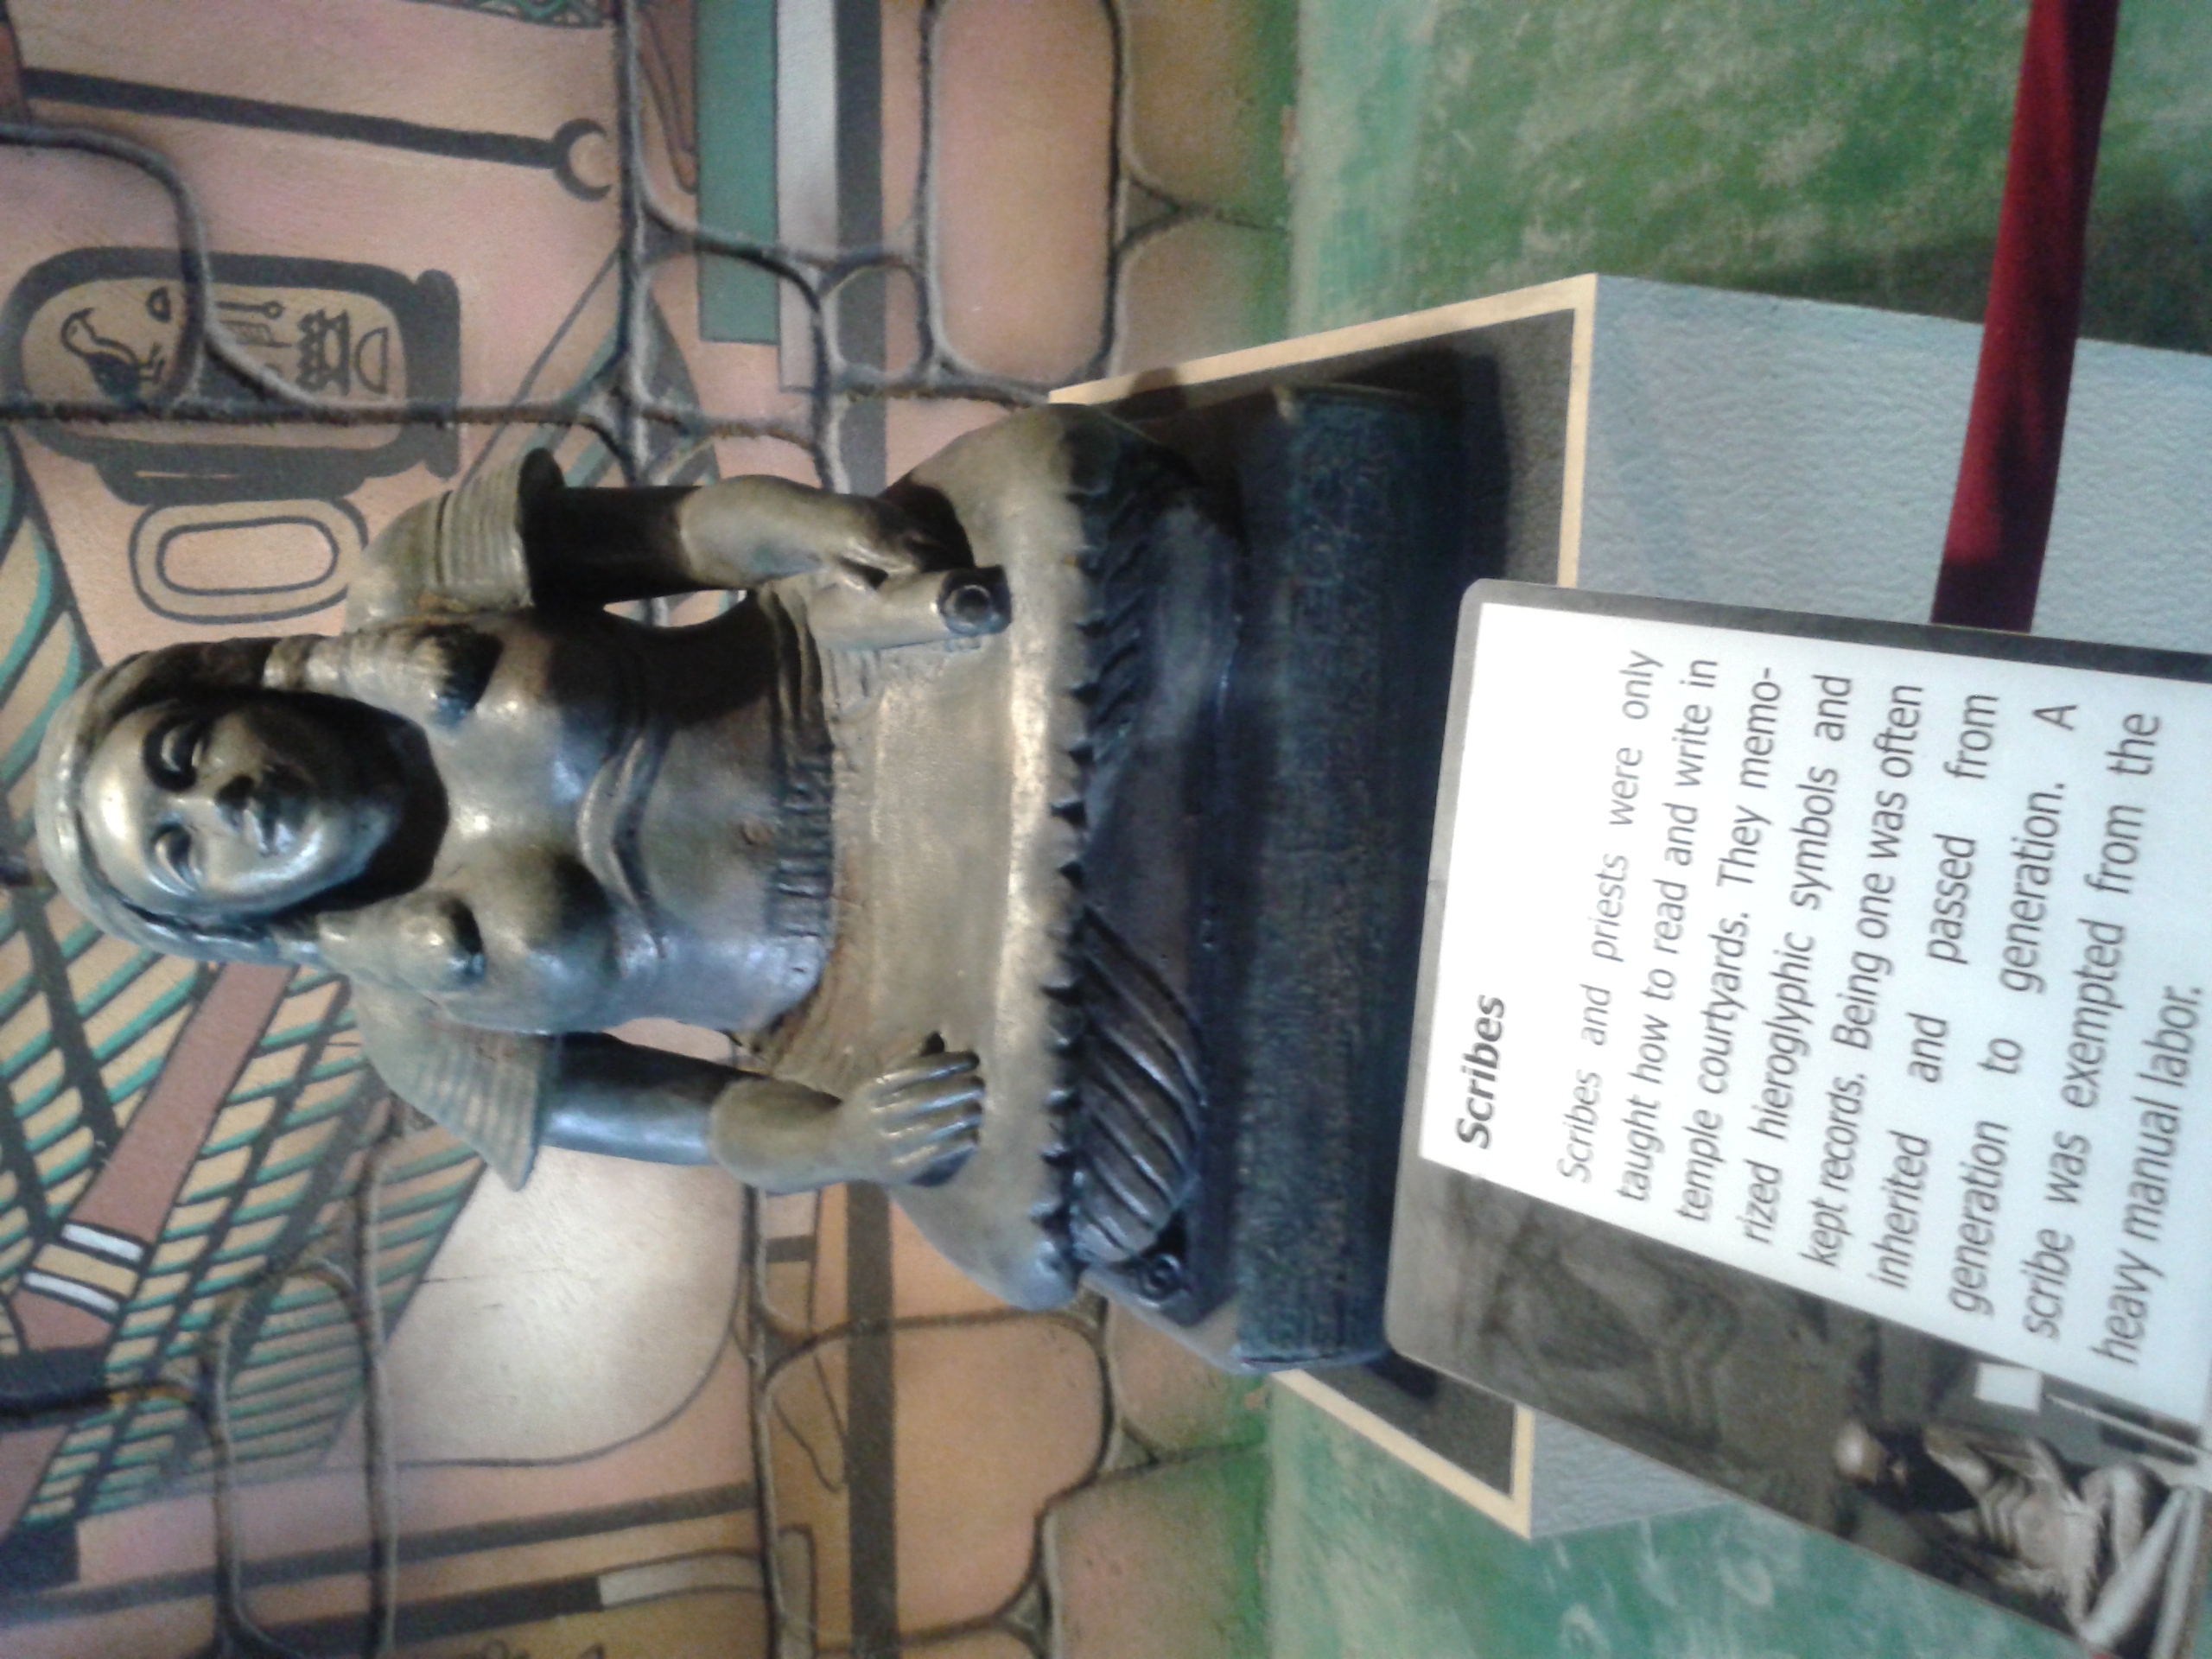 Scribes
Scribes and priests were only
taught how to read and write in
temple courtyards. They memo-
rized hieroglyphic symbols and
kept records. Being one was often
inherited and passed from
generation to generation. A
scribe was exempted from the
heavy manual labor.